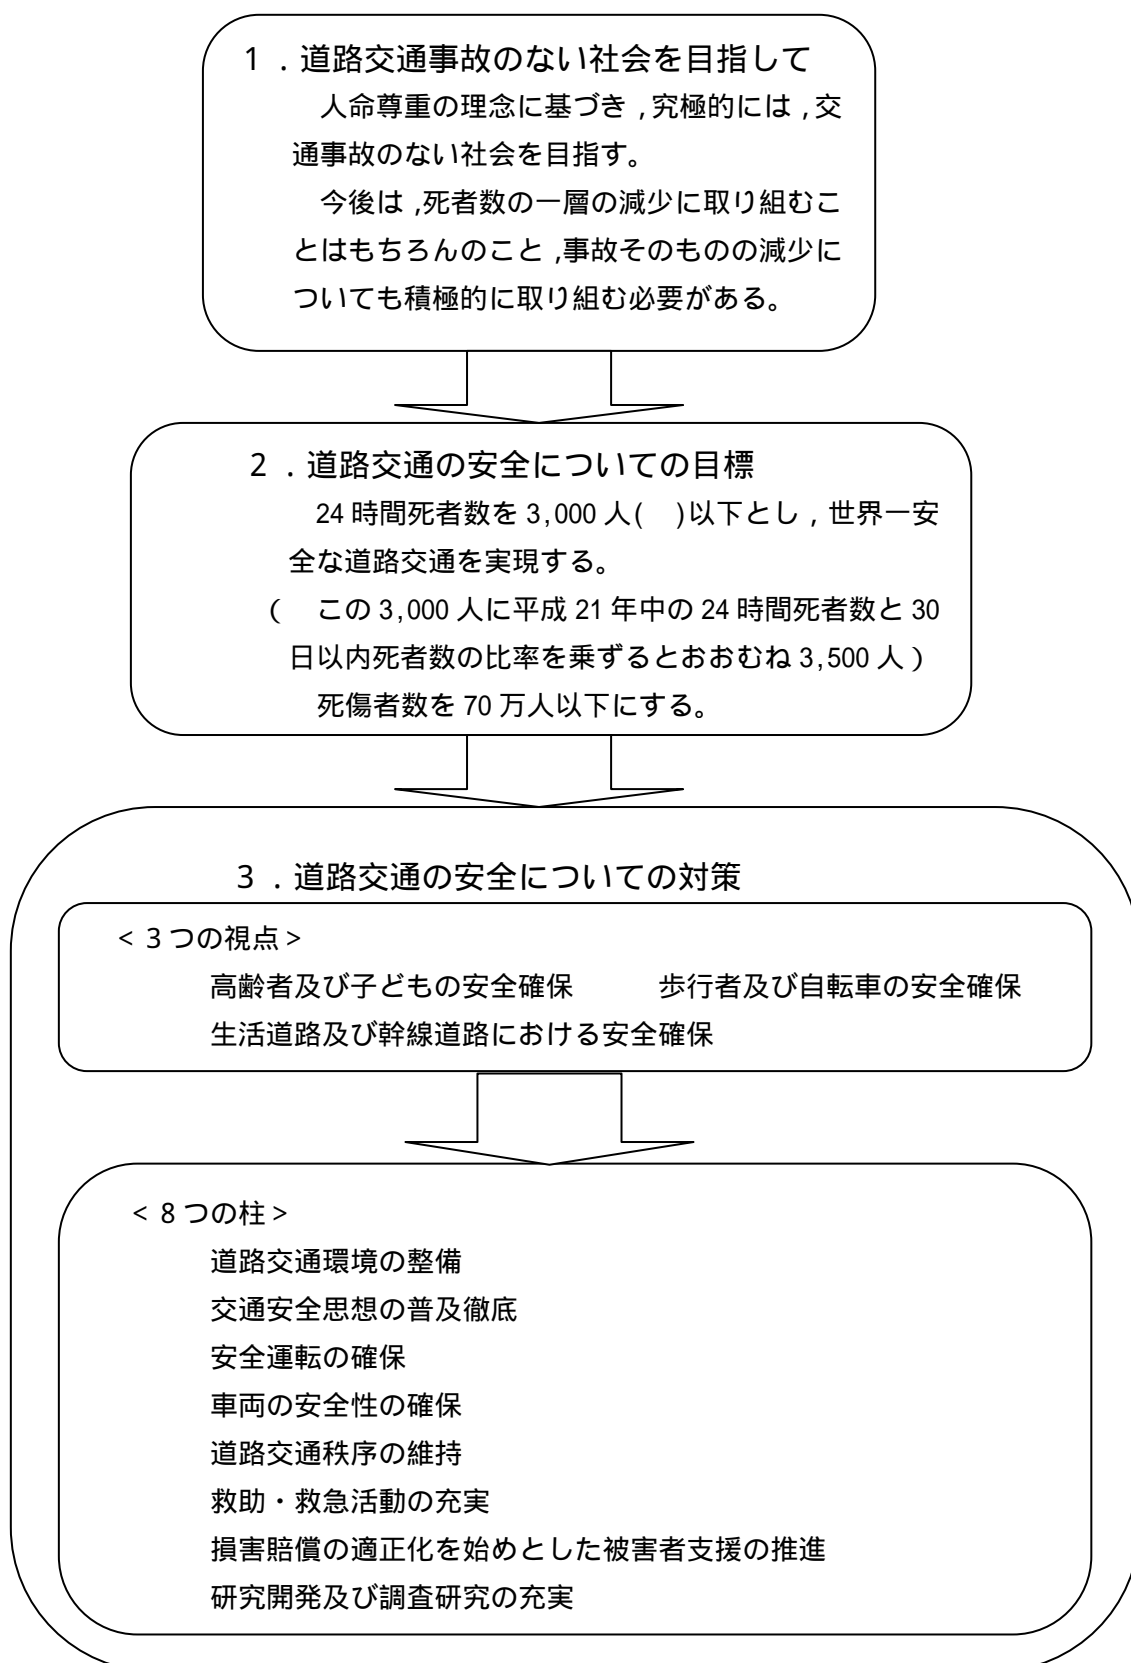 １．道路交通事故のない社会を目指して
人命尊重の理念に基づき，究極的には，交
通事故のない社会を目指す。
今後は，死者数の一層の減少に取り組むこ
とはもちろんのこと，事故そのものの減少に
ついても積極的に取り組む必要がある。
２．道路交通の安全についての目標
24 時間死者数を 3,000 人(　)以下とし，世界一安
全な道路交通を実現する。
(　この 3,000 人に平成 21 年中の 24 時間死者数と 30
日以内死者数の比率を乗ずるとおおむね 3,500 人）
死傷者数を 70 万人以下にする。
３．道路交通の安全についての対策
＜３つの視点＞
高齢者及び子どもの安全確保　　歩行者及び自転車の安全確保
生活道路及び幹線道路における安全確保
＜８つの柱＞
道路交通環境の整備
交通安全思想の普及徹底
安全運転の確保
車両の安全性の確保
道路交通秩序の維持
救助・救急活動の充実
損害賠償の適正化を始めとした被害者支援の推進
研究開発及び調査研究の充実